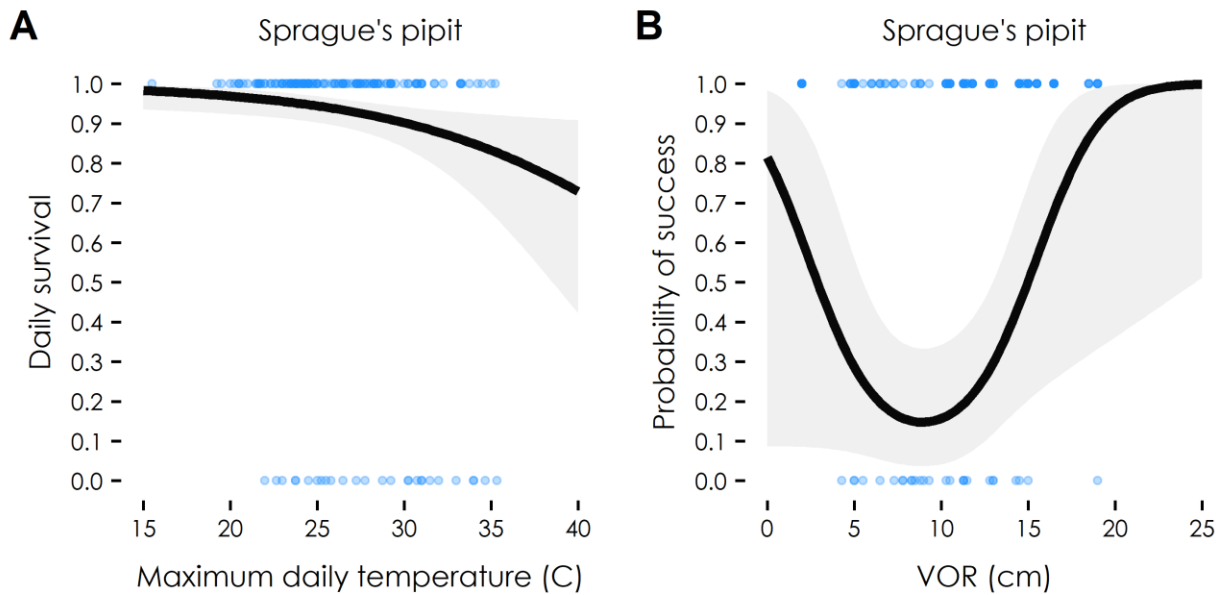 A
Sprague's pipit
Daily survival
1.0
0.9
0.8
0.7
0.6
0.5
0.4
0.3
0.2
0.1
0.0
15 20 25 30 35 40
Maximum daily temperature (C)
B
Sprague's pipit
Probability of success
1.0
0.9
0.8
0.7
0.6
0.5
0.4
0.3
0.2
0.1
0.0
0 5 10 15 20 25
VOR (cm)